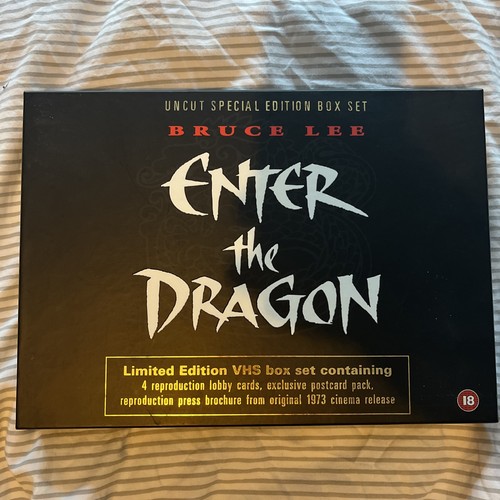 UNCUT SPECIAL EDITION BOX SET
BRUCE LEE
ENTER
the
DRAGON
Limited Edition VHS box set containing
4 reproduction lobby cards, exclusive postcard pack,
reproduction press brochure from original 1973 cinema release
18